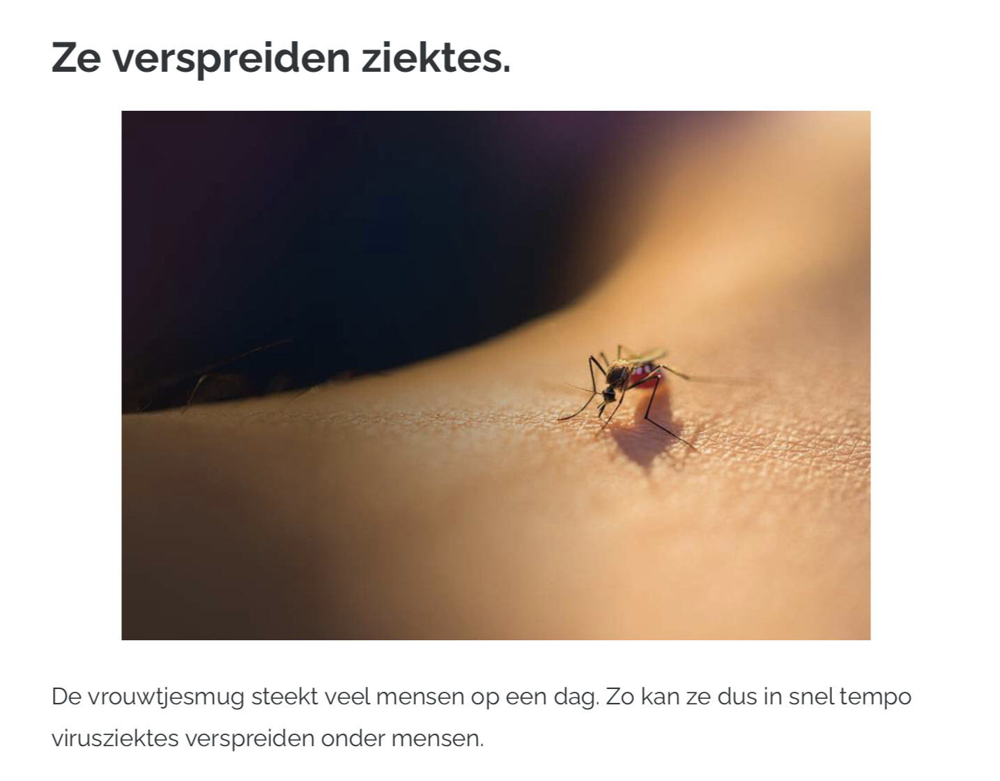 Ze verspreiden ziektes.
De vrouwtjesmug steekt veel mensen op een dag. Zo kan ze dus in snel tempo
virusziektes verspreiden onder mensen.